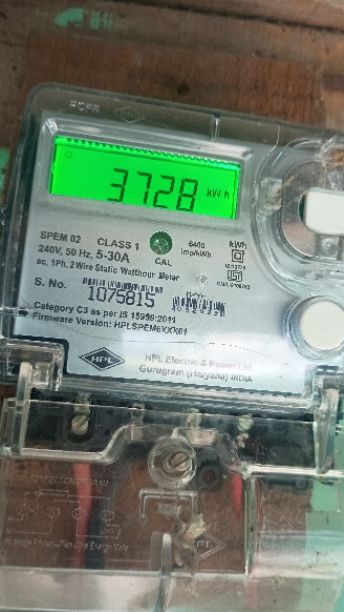 3728 kWh
SPEM 02 CLASS 1 6400 kWh
240V, 50 Hz, 5-30A CAL imp/kWh
ac, 1Ph, 2 Wire Static Watthour Meter
S. No. 1075815
Category C3 as per IS 15959:2011
Firmware Version:
HPL HPL Electric & Power Ltd.
Gurugram (Haryana) INDIA